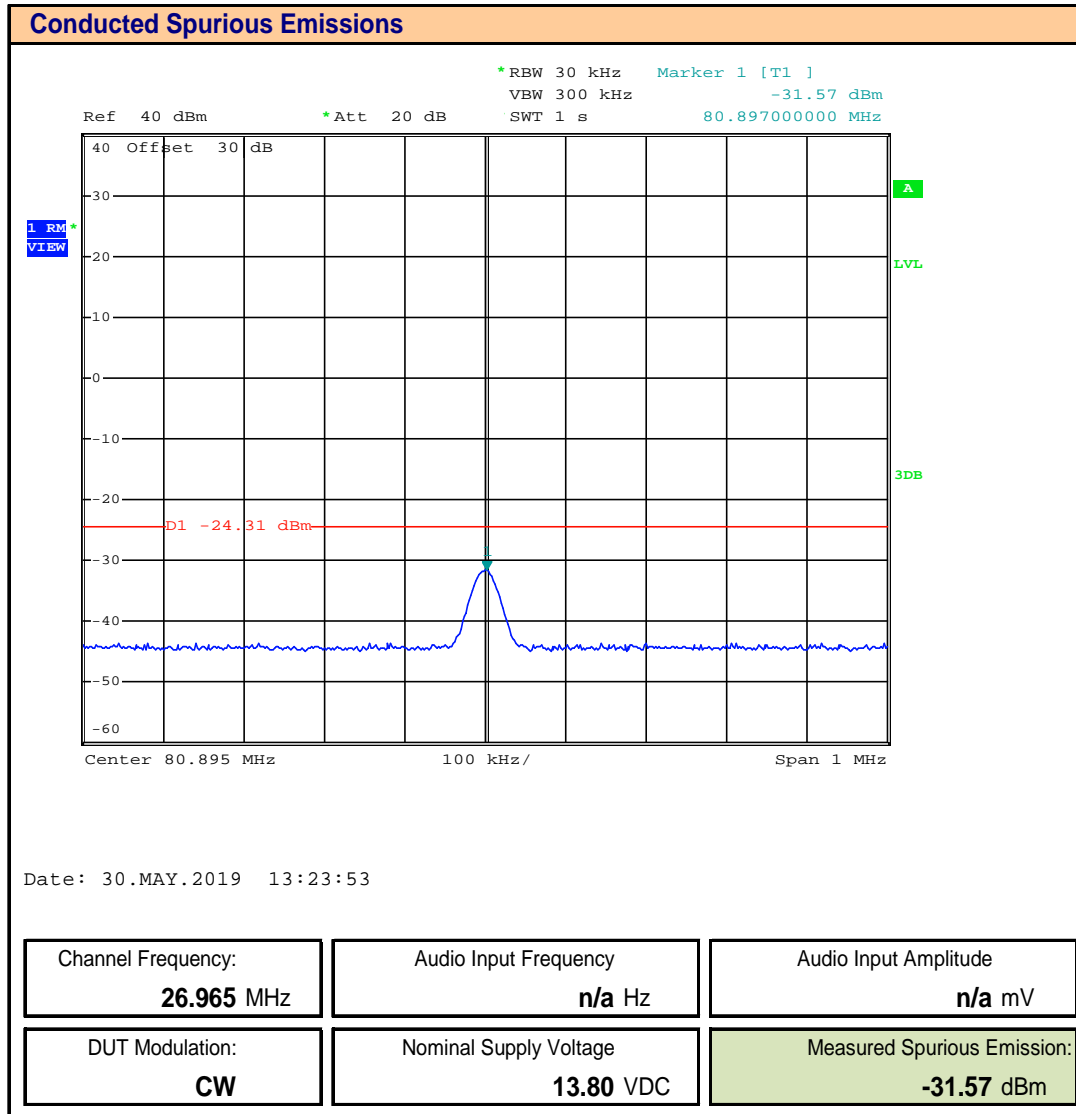 Conducted Spurious Emissions
* RBW 30 kHz Marker 1 [T1 ]
VBW 300 kHz -31.57 dBm
Ref 40 dBm * Att 20 dB SWT 1 s 80.897000000 MHz
40 Offset 30 dB
30
A
1 RM *
VIEW
20
LVL
10
0
-10
3DB
-20
D1 -24.31 dBm
1
-30
-40
-50
-60
Center 80.895 MHz 100 kHz/ Span 1 MHz
Date: 30.MAY.2019 13:23:53
Channel Frequency: Audio Input Frequency Audio Input Amplitude
26.965 MHz n/a Hz n/a mV
DUT Modulation: Nominal Supply Voltage Measured Spurious Emission:
CW 13.80 VDC -31.57 dBm